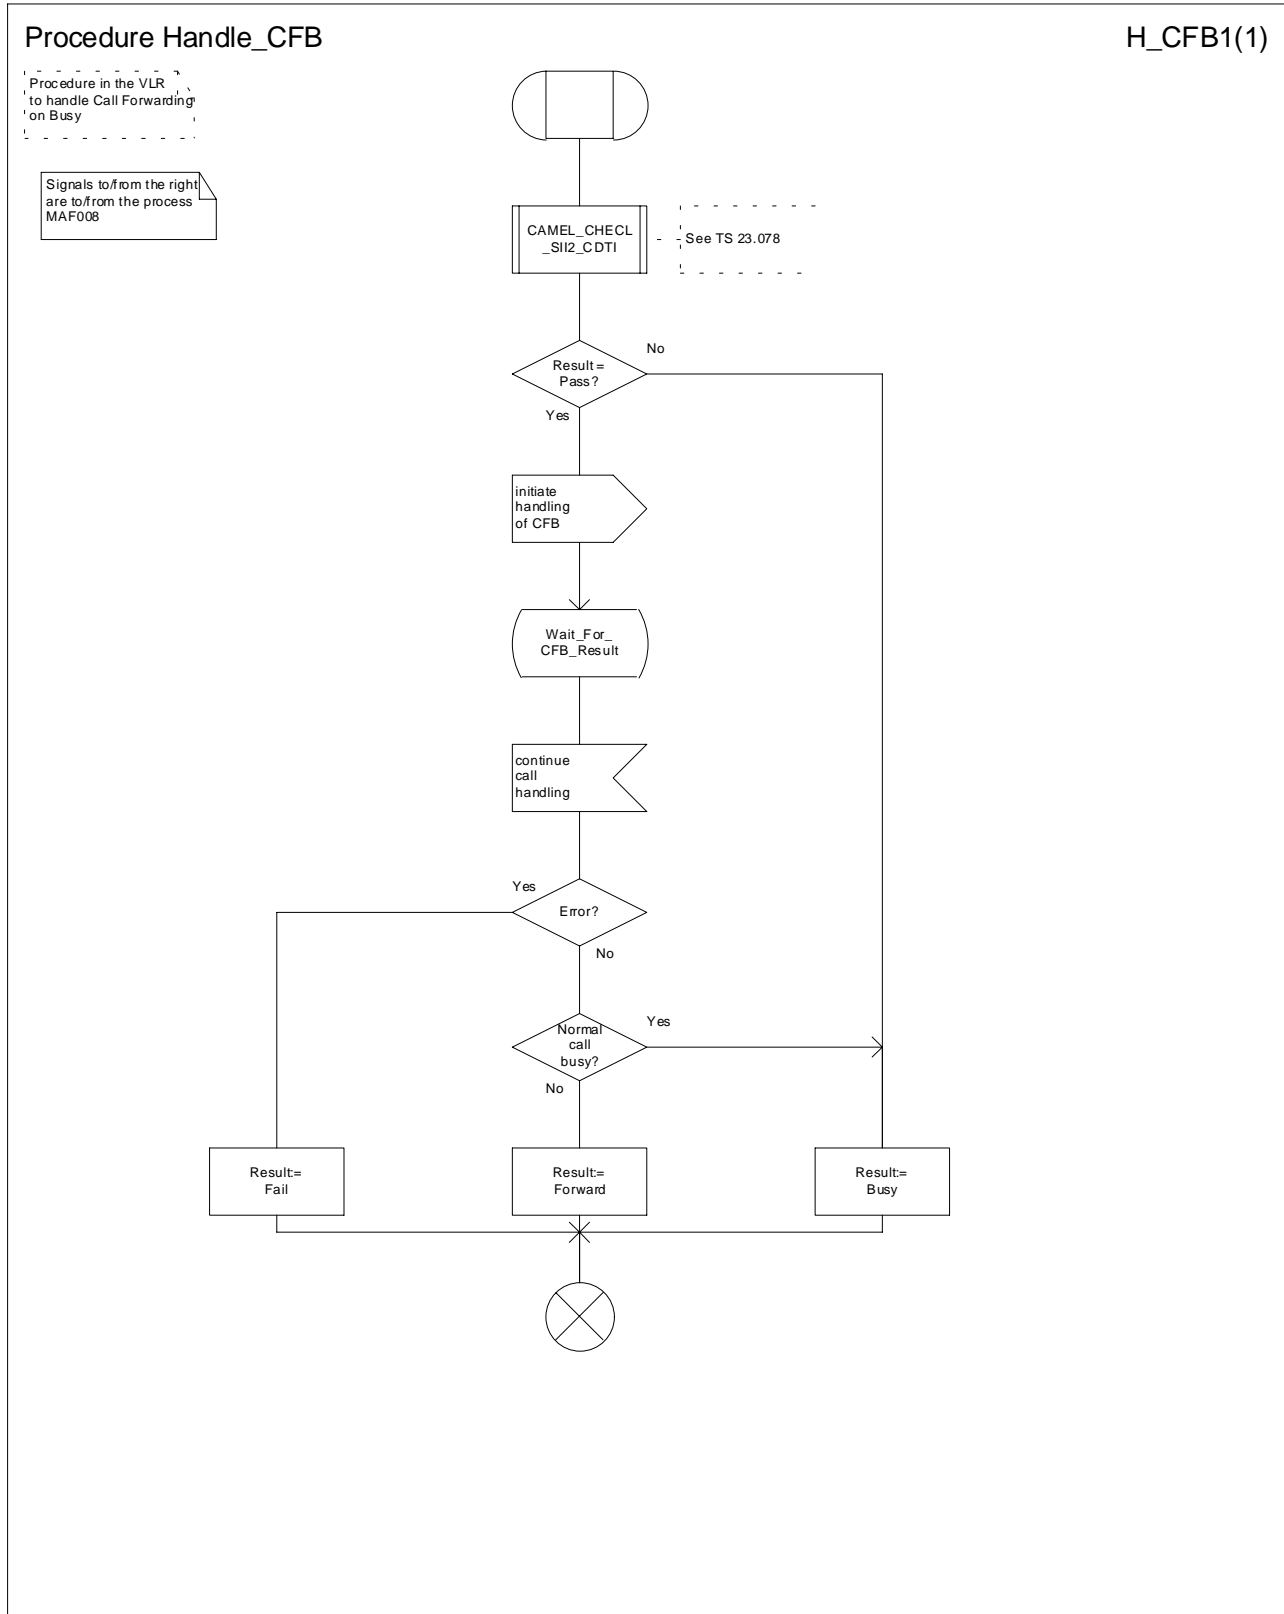 Procedure Handle_CFB
H_CFB1(1)
Procedure in the VLR
to handle Call Forwarding
on Busy
Signals to/from the right
are to/from the process
MAF008
CAMEL_CHECL
_SII2_CDTI
See TS 23.078
Result =
Pass?
No
Yes
initiate
handling
of CFB
Wait_For_
CFB_Result
continue
call
handling
Yes
Error?
No
Normal
call
busy?
Yes
No
Result:=
Fail
Result:=
Forward
Result:=
Busy